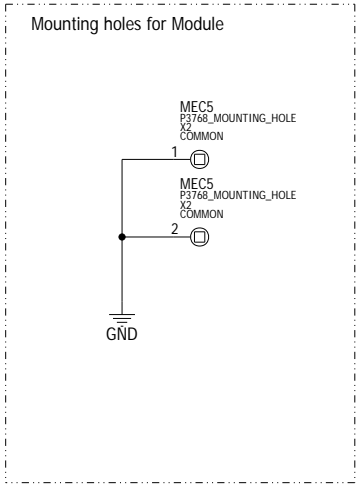 Mounting holes for Module
MEC5
P3768_MOUNTING_HOLE
X2
COMMON
1
MEC5
P3768_MOUNTING_HOLE
X2
COMMON
2
GND